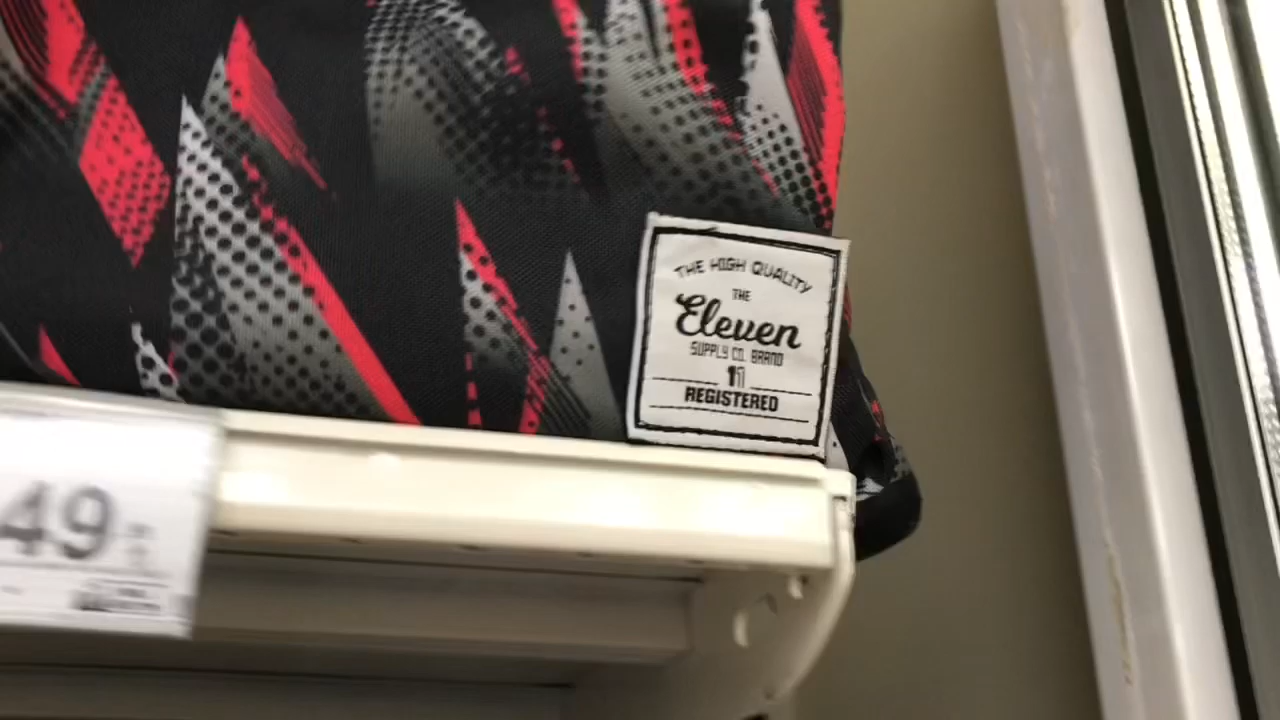 THE HIGH QUALITY
THE
Eleven
SUPPLY CO. BRAND
11
REGISTERED
49